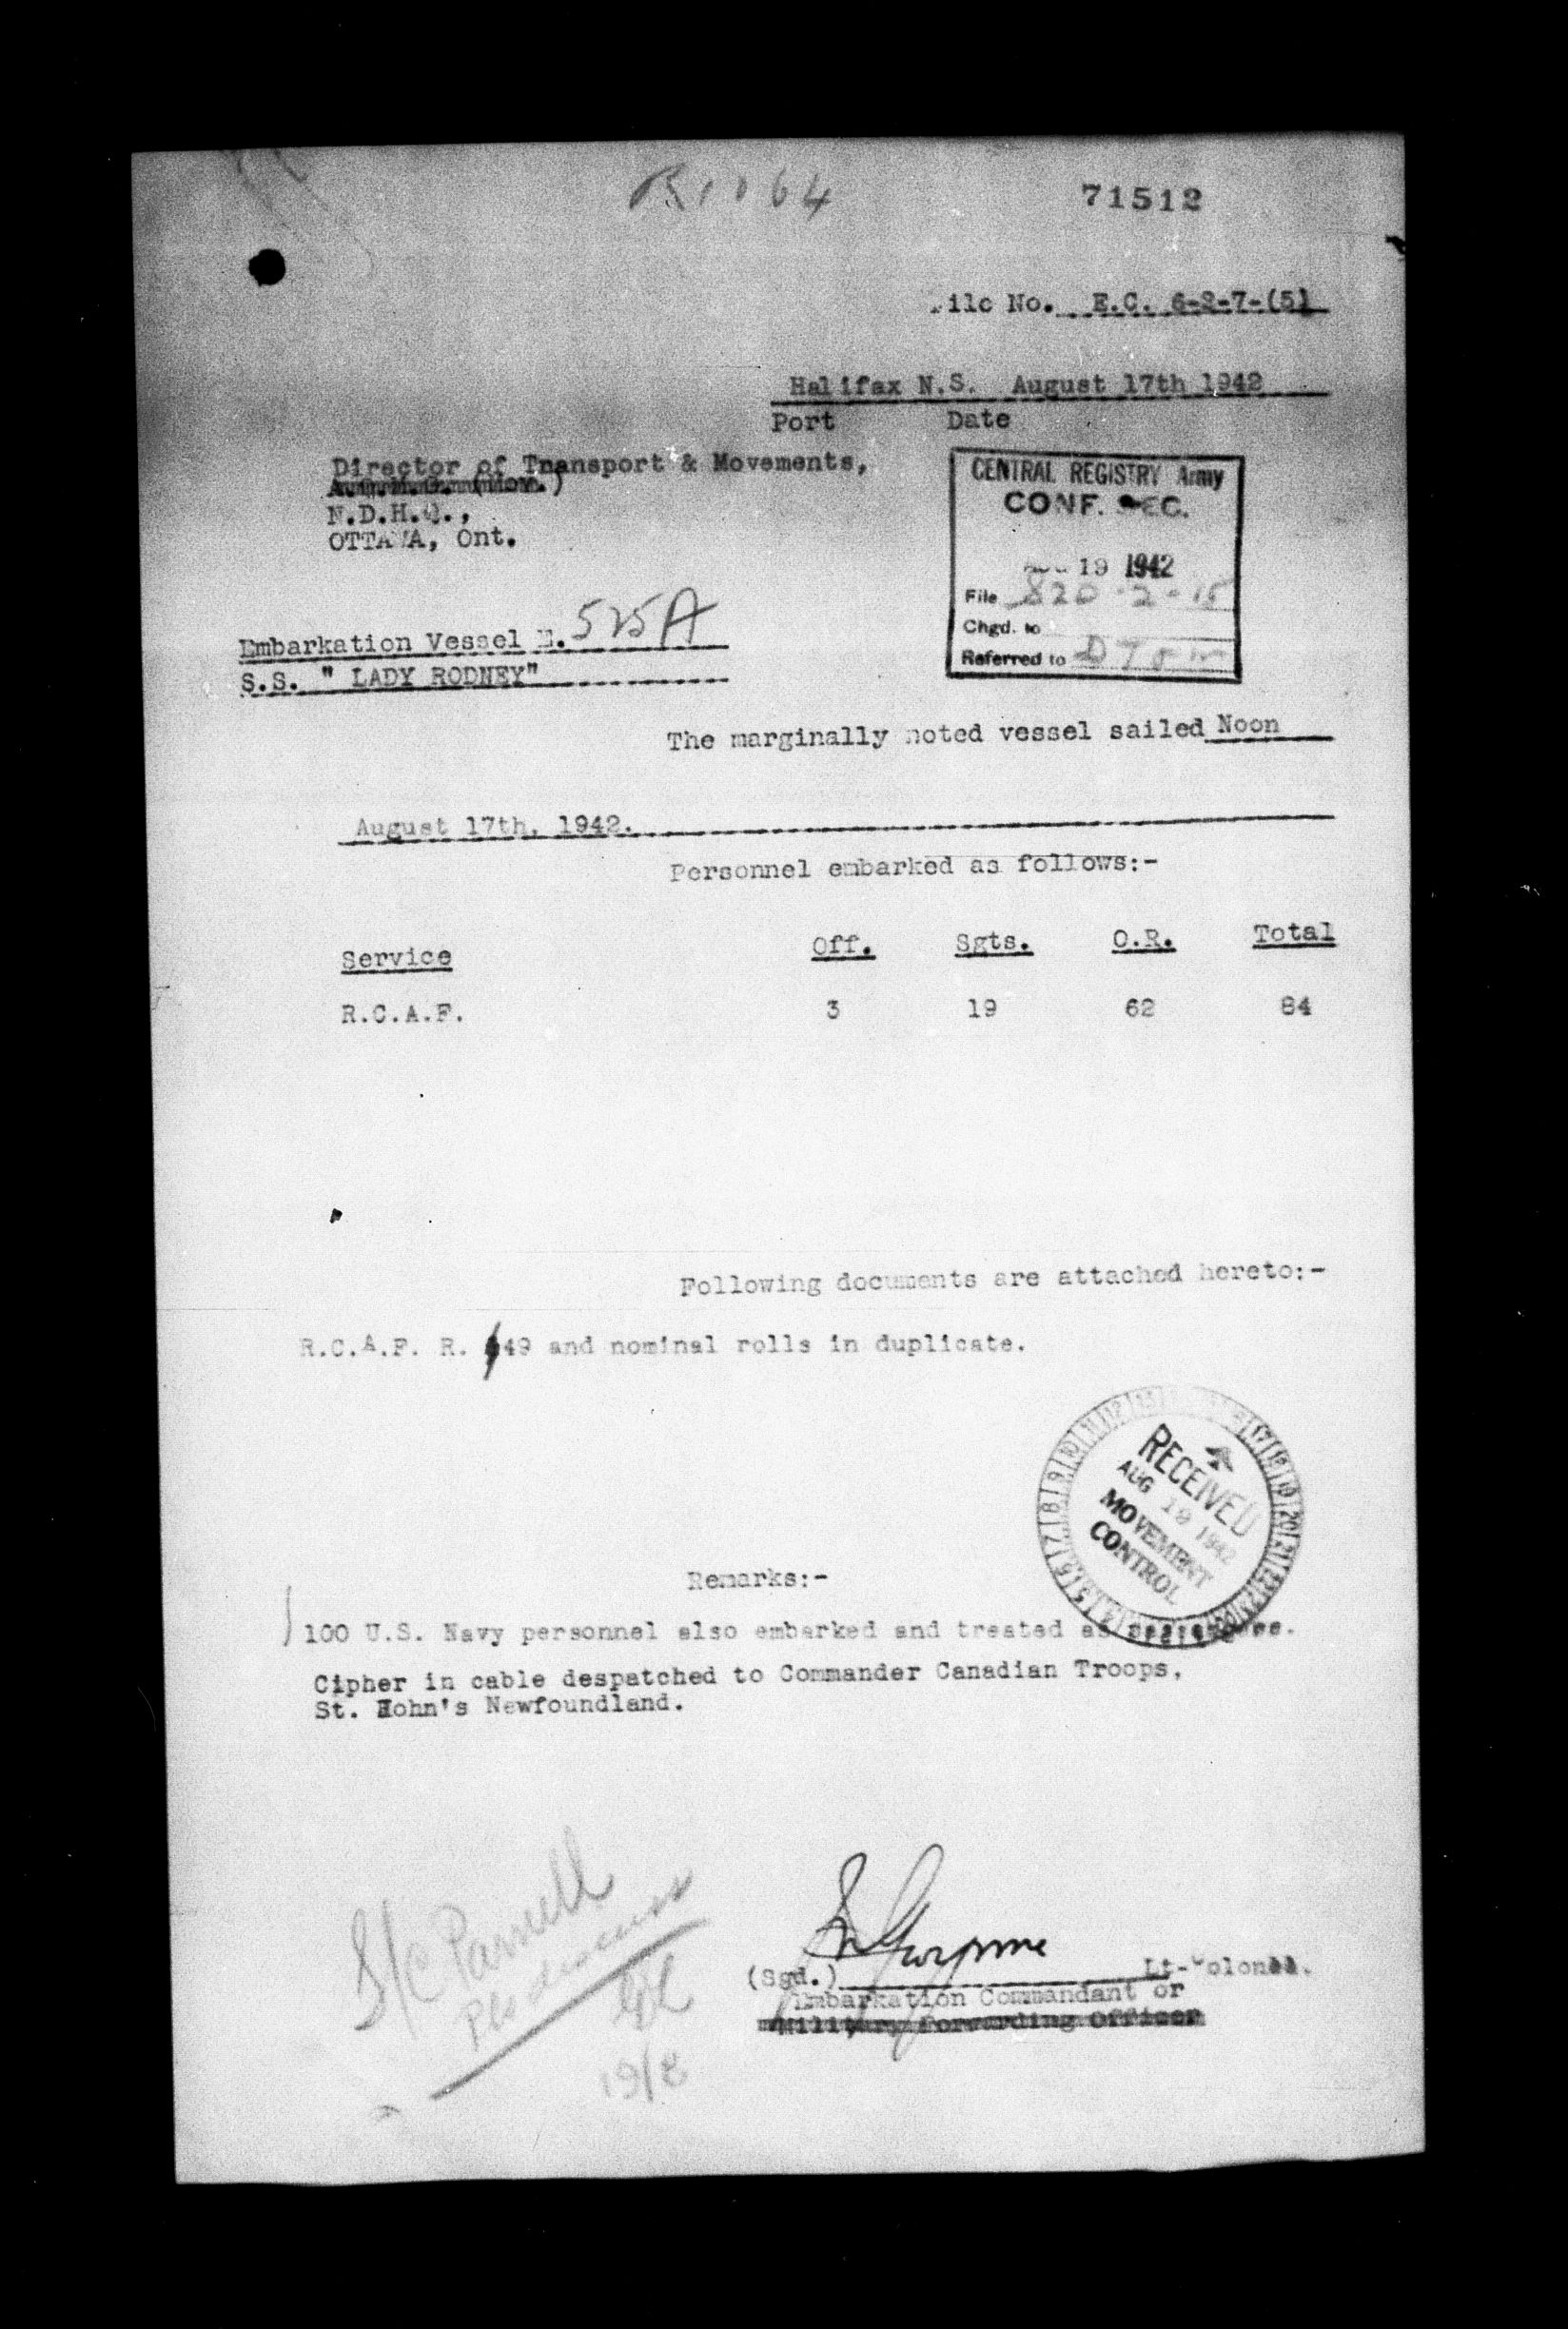 71512
File No. E.C. 6-2-7-(5)
Halifax N.S. August 17th 1942
Port Date
Director of Transport & Movements,
N.D.H.Q.,
OTTAWA, Ont.
CENTRAL REGISTRY Army
CONF. SEC.
19 1942
File 820-2-15
Chgd. to
Referred to D T & M
Embarkation Vessel E. 525A
S.S. " LADY RODNEY"
The marginally noted vessel sailed Noon
August 17th, 1942.
Personnel embarked as follows:-
Service Off. Sgts. O.R. Total
R.C.A.F. 3 19 62 84
Following documents are attached hereto:-
R.C.A.F. R. 49 and nominal rolls in duplicate.
RECEIVED
AUG 19 1942
MOVEMENT
CONTROL
Remarks:-
100 U.S. Navy personnel also embarked and treated as
Cipher in cable despatched to Commander Canadian Troops,
St. John's Newfoundland.
S/C Parnell
Pls discuss
19/8
(Sgd.) Lt-Colonel.
Embarkation Commandant or
Military Forwarding Officer